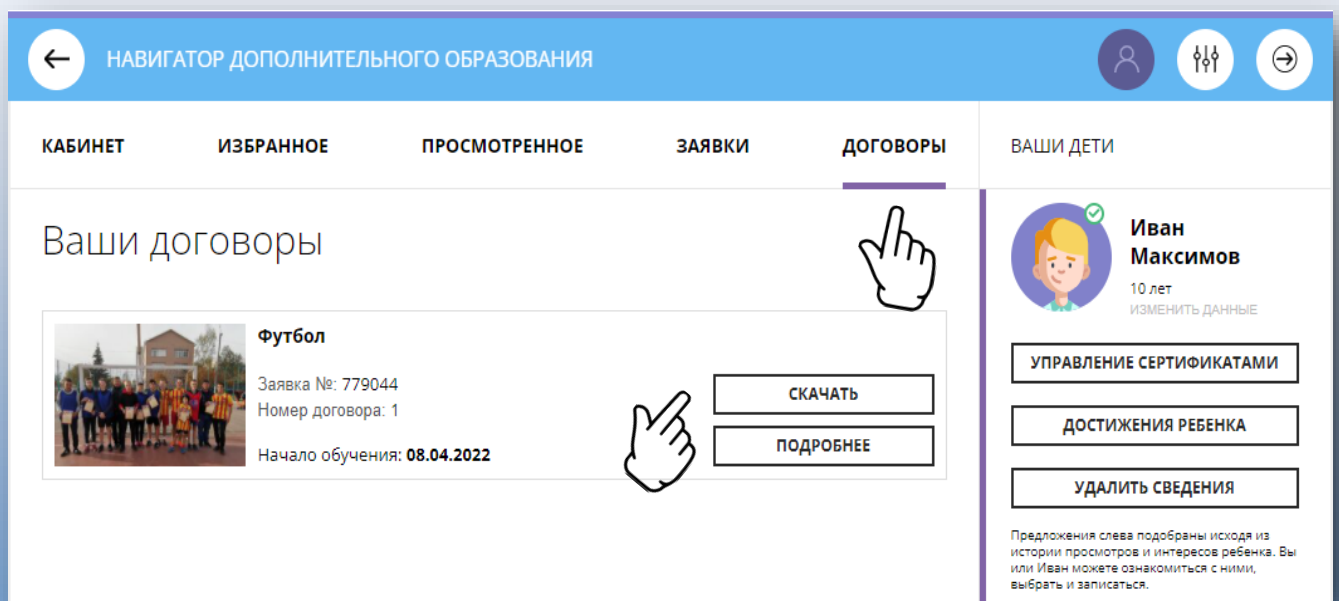 НАВИГАТОР ДОПОЛНИТЕЛЬНОГО ОБРАЗОВАНИЯ
КАБИНЕТ ИЗБРАННОЕ ПРОСМОТРЕННОЕ ЗАЯВКИ ДОГОВОРЫ
ВАШИ ДЕТИ
Ваши договоры
Футбол
Заявка №: 779044
Номер договора: 1
Начало обучения: 08.04.2022
СКАЧАТЬ
ПОДРОБНЕЕ
Иван
Максимов
10 лет
ИЗМЕНИТЬ ДАННЫЕ
УПРАВЛЕНИЕ СЕРТИФИКАТАМИ
ДОСТИЖЕНИЯ РЕБЕНКА
УДАЛИТЬ СВЕДЕНИЯ
Предложения слева подобраны исходя из
истории просмотров и интересов ребенка. Вы
или Иван можете ознакомиться с ними,
выбрать и записаться.